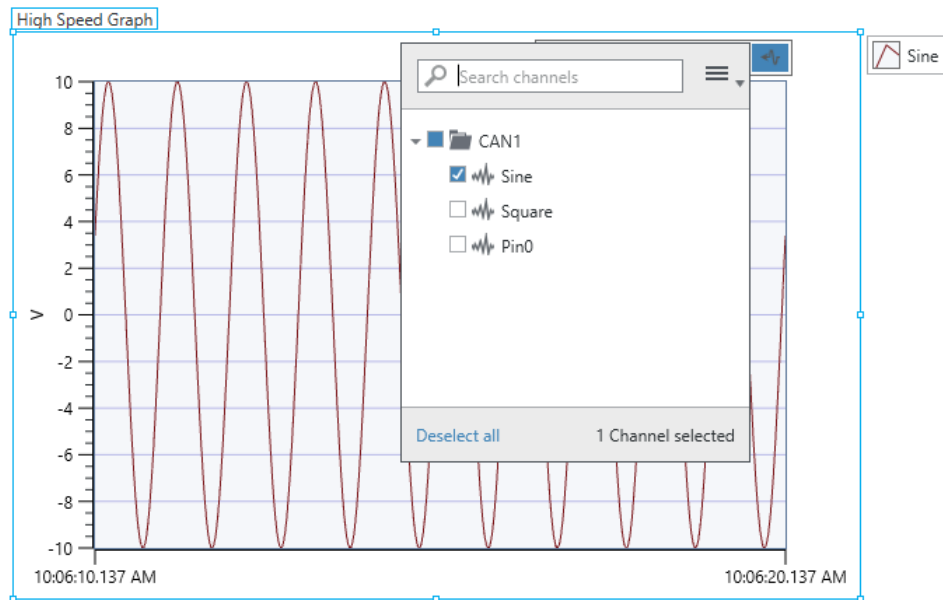 High Speed Graph
Search channels
Sine
CAN1
Sine
Square
Pin0
Deselect all
1 Channel selected
10
8
6
4
2
0
-2
-4
-6
-8
-10
V
10:06:10.137 AM
10:06:20.137 AM